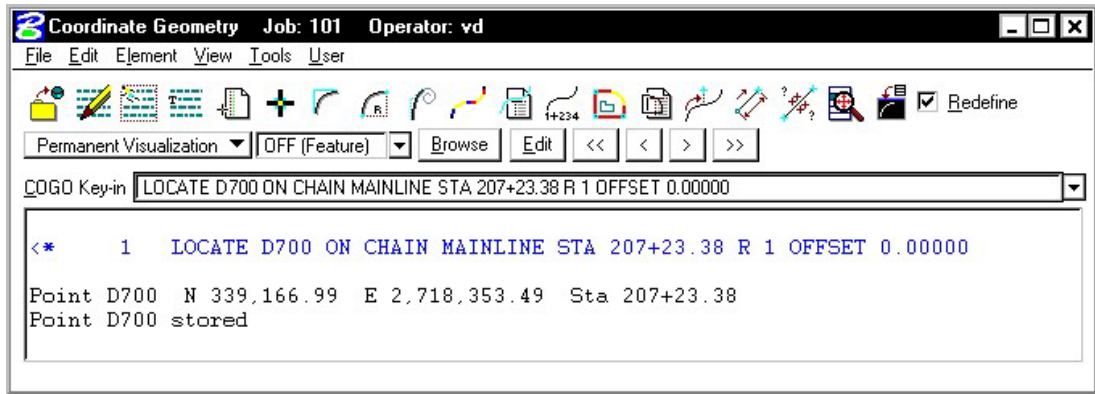 Coordinate Geometry Job: 101 Operator: vd
File Edit Element View Tools User
1+234
Redefine
Permanent Visualization OFF (Feature) Browse Edit << < > >>
COGO Key-in LOCATE D700 ON CHAIN MAINLINE STA 207+23.38 R 1 OFFSET 0.00000
<* 1 LOCATE D700 ON CHAIN MAINLINE STA 207+23.38 R 1 OFFSET 0.00000
Point D700 N 339,166.99 E 2,718,353.49 Sta 207+23.38
Point D700 stored